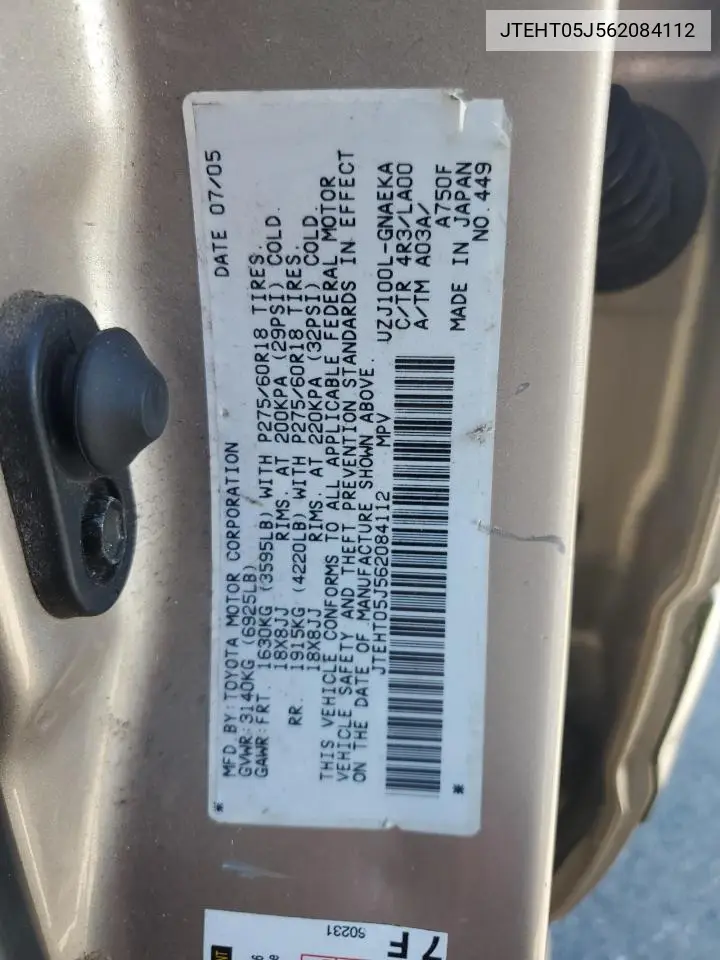 JTEHT05J562084112
MFD.BY:TOYOTA MOTOR CORPORATION DATE 07/05
GVWR:3140KG (6925LB)
GAWR:FRT. 1630KG (3595LB) WITH P275/60R18 TIRES.
18X8JJ RIMS. AT 200KPA (29PSI) COLD.
RR. 1915KG (4220LB) WITH P275/60R18 TIRES.
18X8JJ RIMS. AT 220KPA (32PSI) COLD.
THIS VEHICLE CONFORMS TO ALL APPLICABLE FEDERAL MOTOR
VEHICLE SAFETY AND THEFT PREVENTION STANDARDS IN EFFECT
ON THE DATE OF MANUFACTURE SHOWN ABOVE.
JTEHT05J562084112 MPV
UZJ100L-GNAEKA
C/TR 4R3/LA00
A/TM A03A/
A750F
MADE IN JAPAN
NO.449
* *
60231